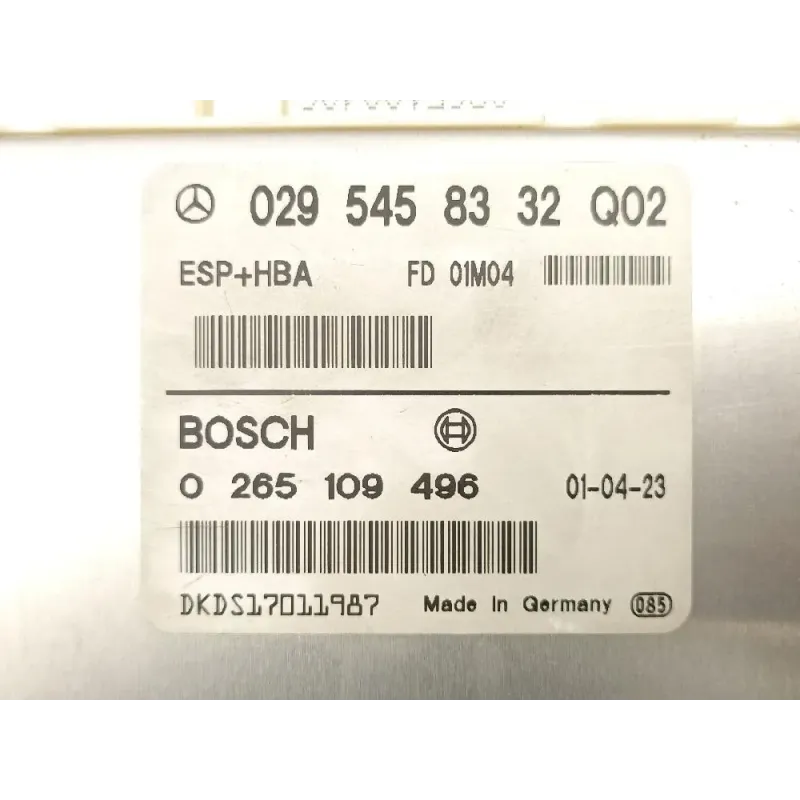 029 545 83 32 Q02
ESP+HBA FD 01M04
BOSCH
0 265 109 496 01-04-23
DKDS17011987 Made In Germany 085